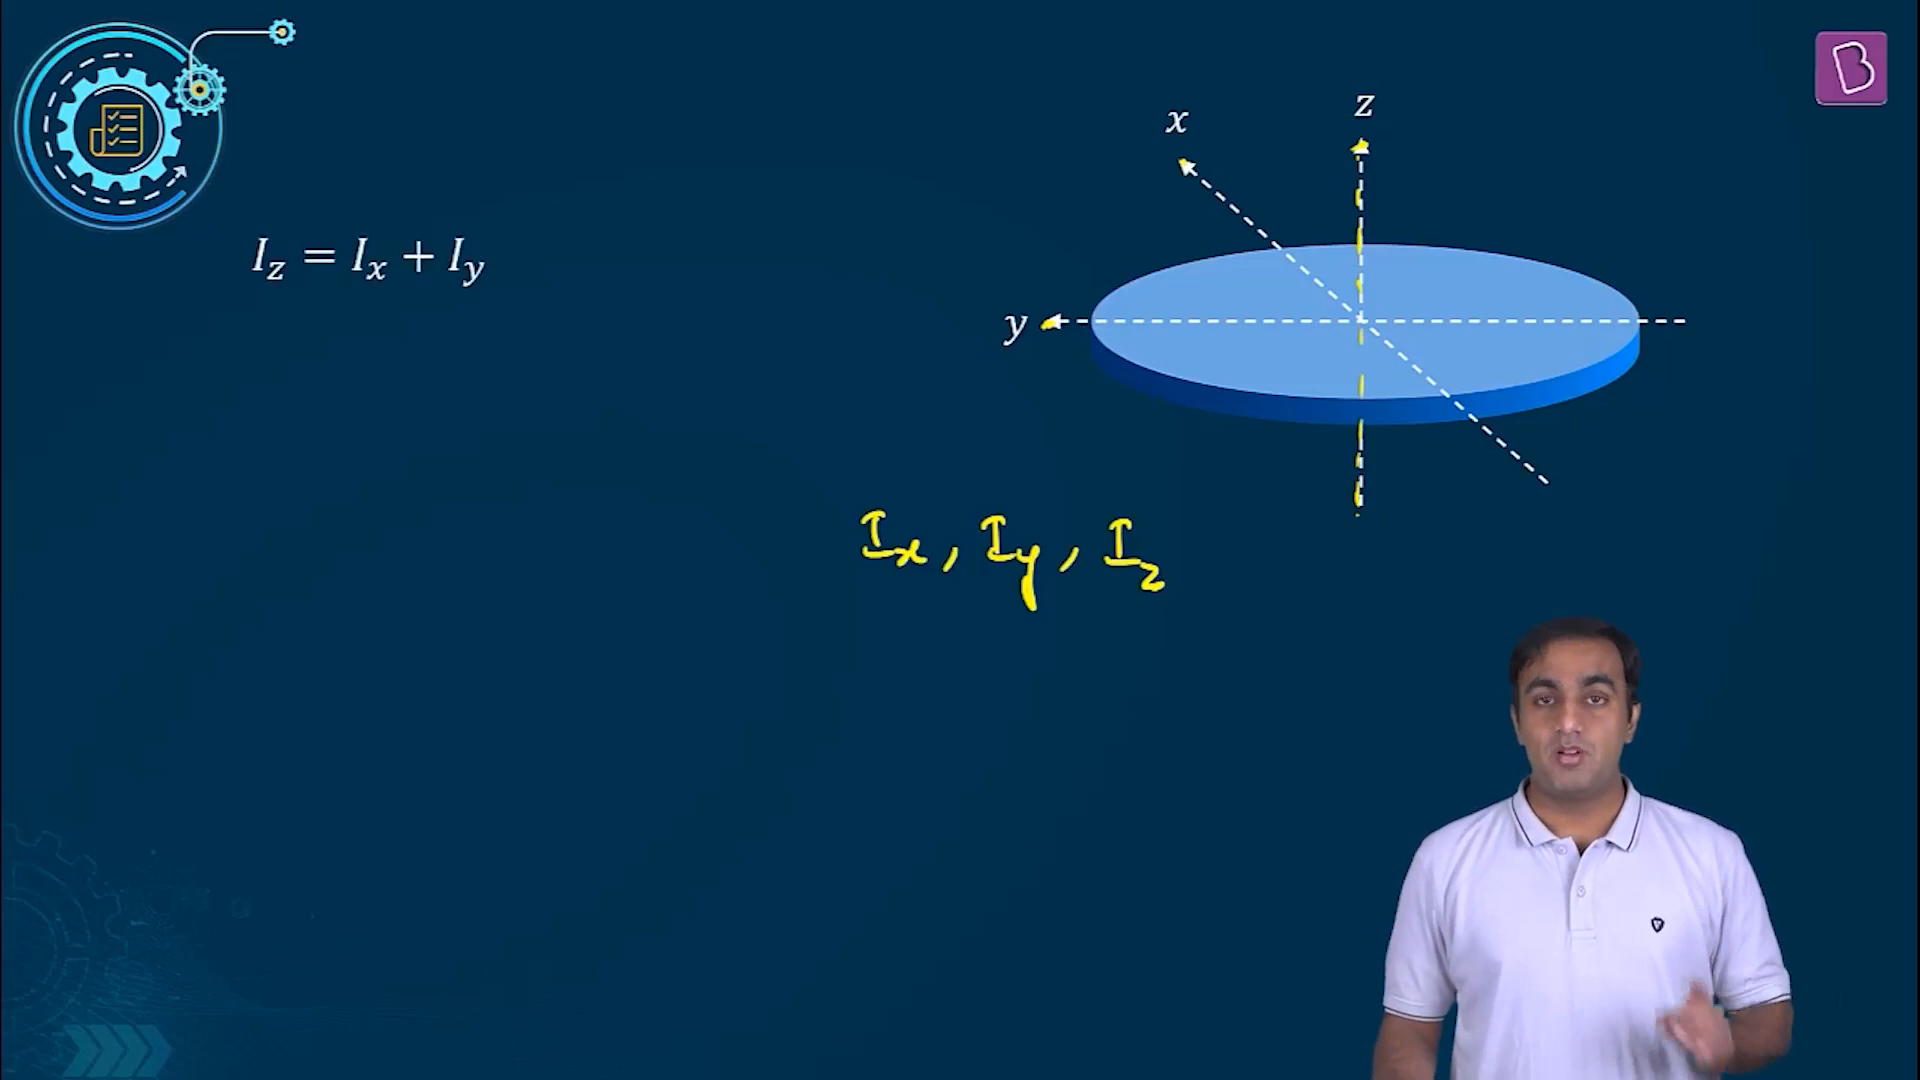 B
z
x
I_z = I_x + I_y
y
I_x, I_y, I_z